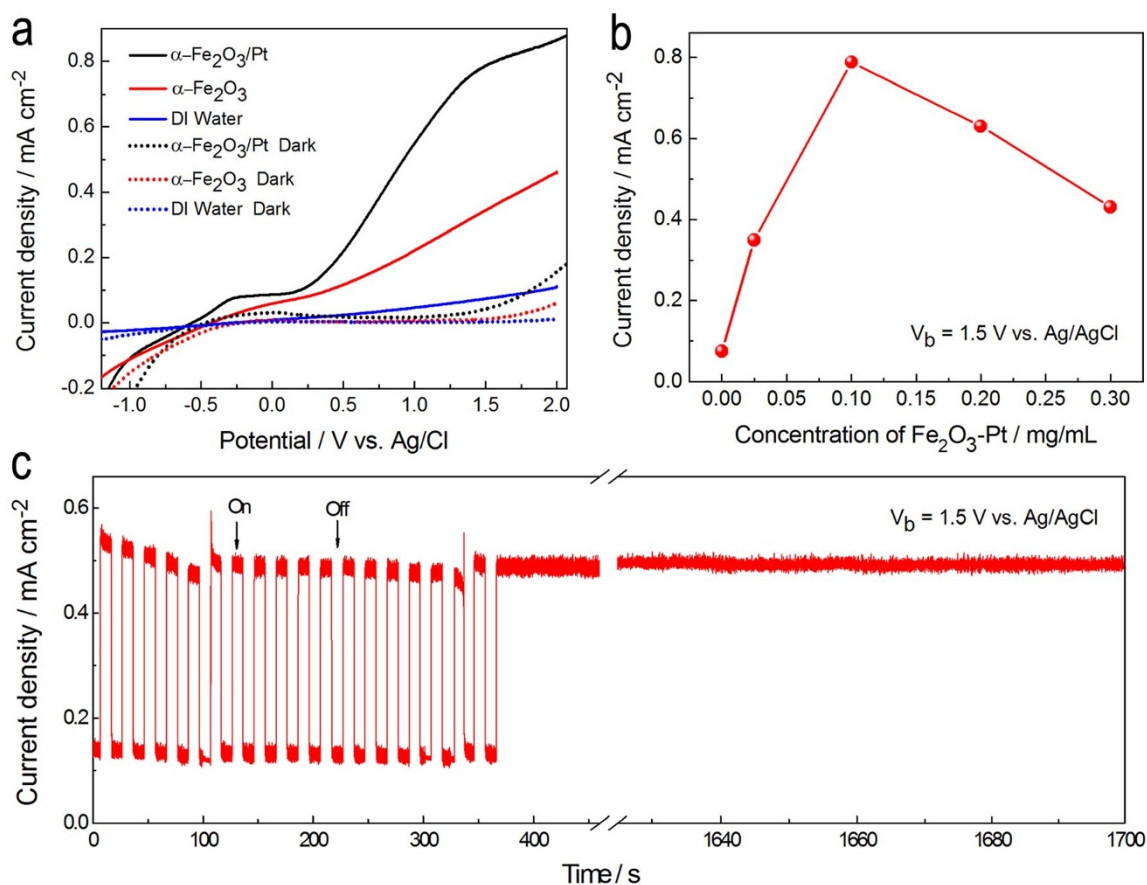 a
α–Fe₂O₃/Pt
α–Fe₂O₃
DI Water
α–Fe₂O₃/Pt Dark
α–Fe₂O₃ Dark
DI Water Dark
0.8
0.6
0.4
0.2
0.0
-0.2
Current density / mA cm⁻²
-1.0 -0.5 0.0 0.5 1.0 1.5 2.0
Potential / V vs. Ag/Cl
b
0.8
0.6
0.4
0.2
0.0
Current density / mA cm⁻²
V_b = 1.5 V vs. Ag/AgCl
0.00 0.05 0.10 0.15 0.20 0.25 0.30
Concentration of Fe₂O₃-Pt / mg/mL
c
0.6
0.4
0.2
0.0
Current density / mA cm⁻²
On
Off
V_b = 1.5 V vs. Ag/AgCl
0 100 200 300 400 1640 1660 1680 1700
Time / s